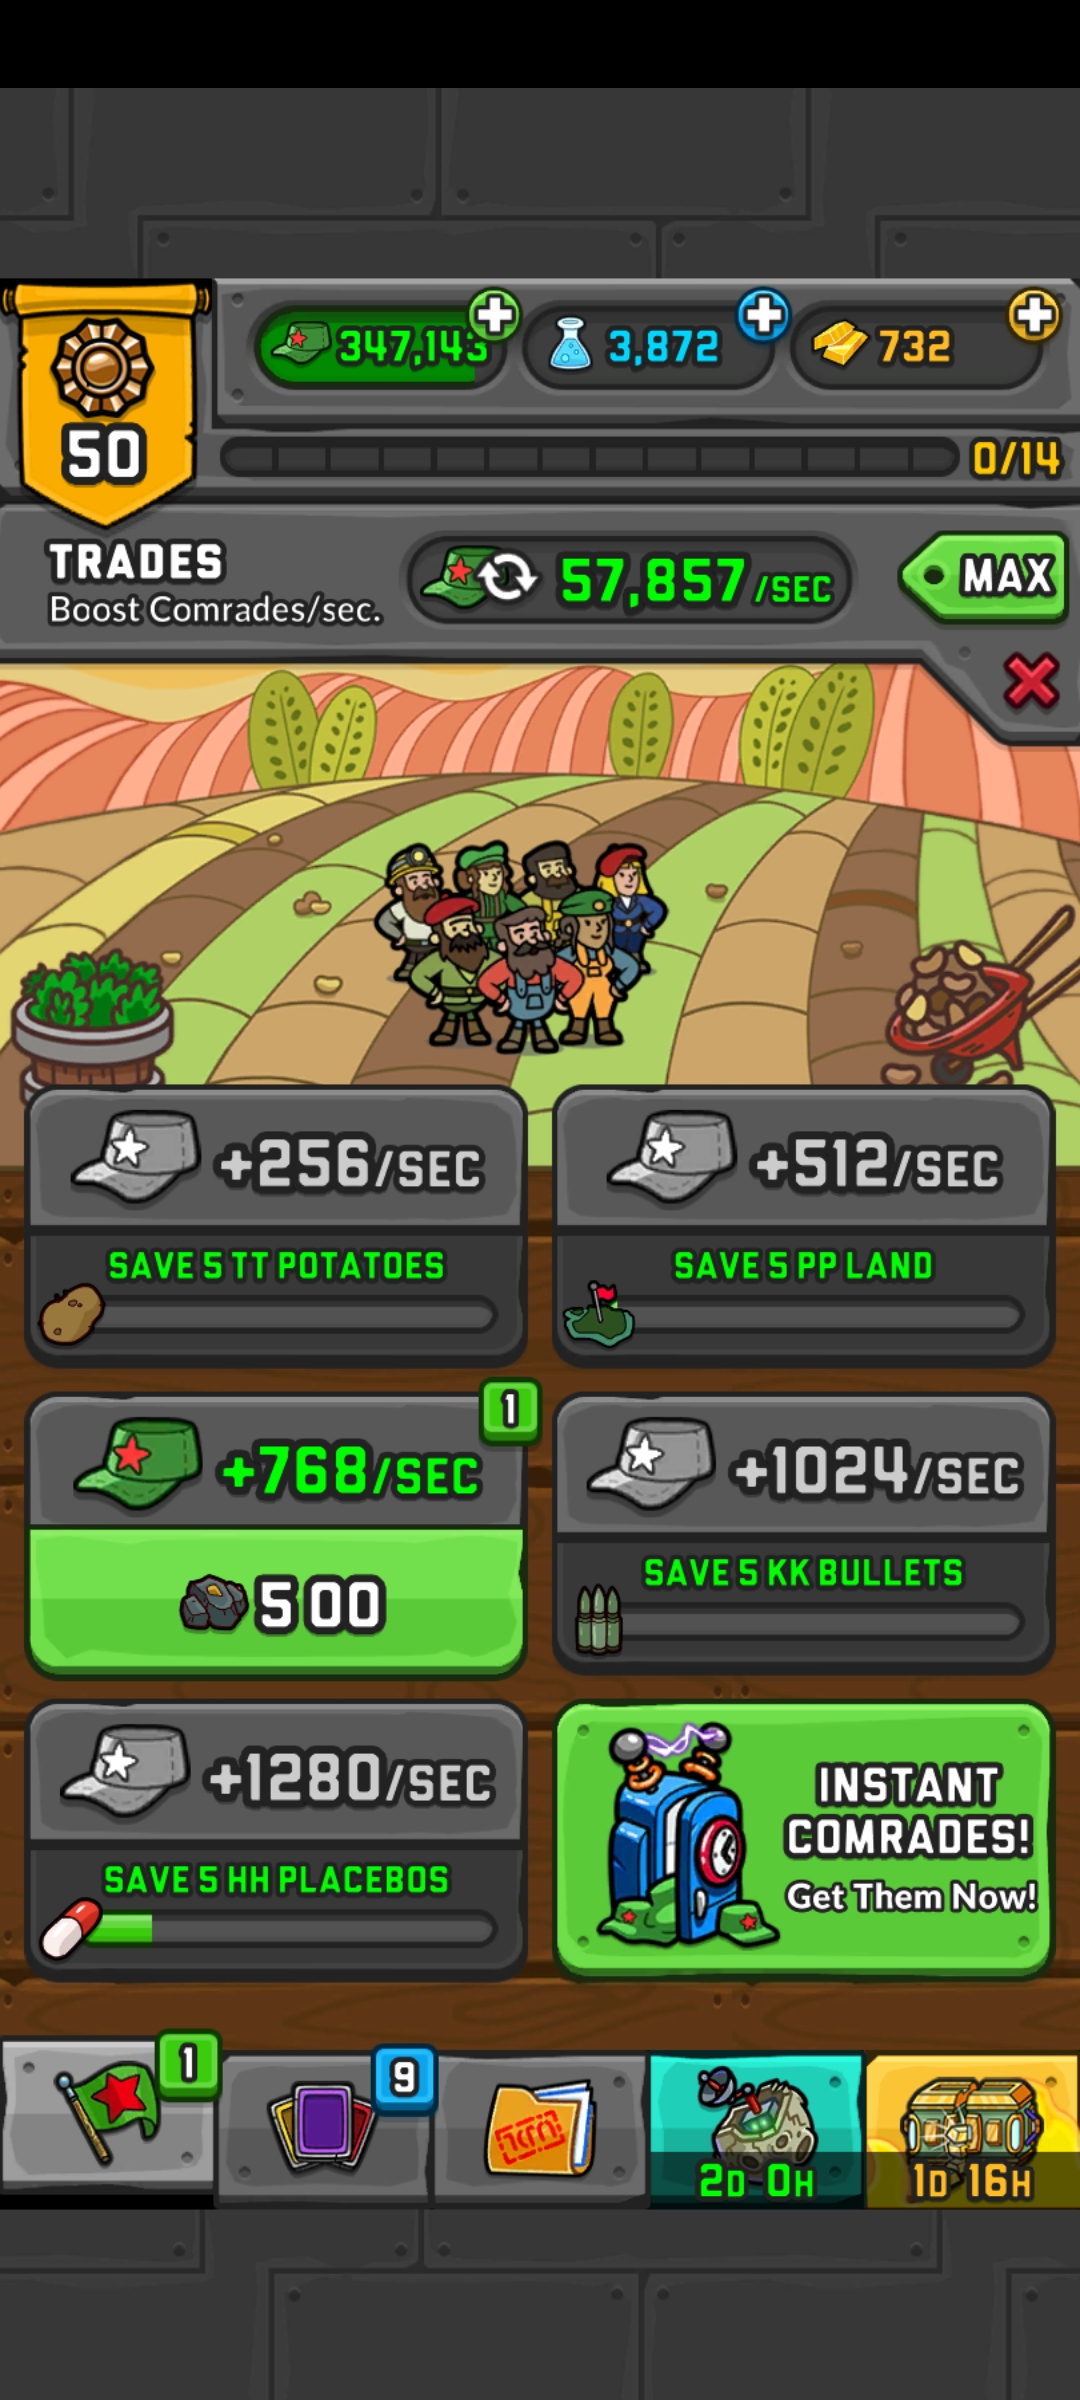 347,143
3,872
732
50
0/14
TRADES
Boost Comrades/sec.
57,857/SEC
MAX
+256/SEC
SAVE 5 TT POTATOES
+512/SEC
SAVE 5 PP LAND
1
+768/SEC
500
+1024/SEC
SAVE 5 KK BULLETS
+1280/SEC
SAVE 5 HH PLACEBOS
INSTANT
COMRADES!
Get Them Now!
1
9
2D 0H
1D 16H